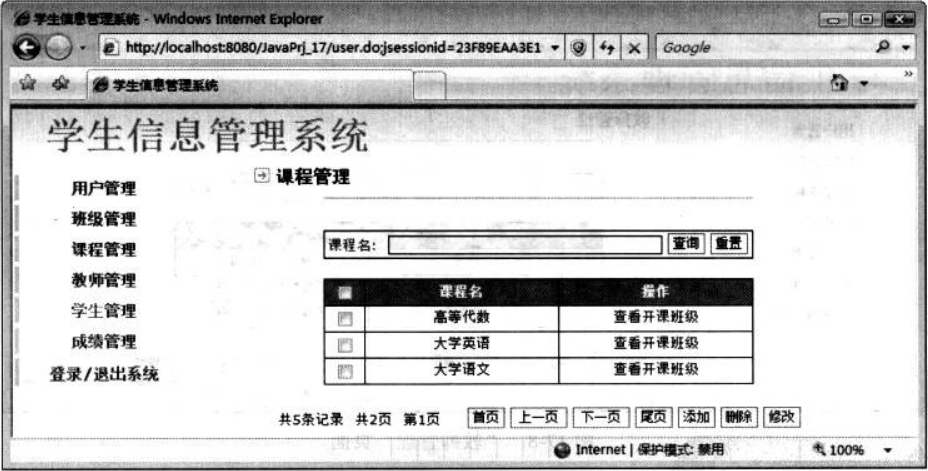 学生信息管理系统 - Windows Internet Explorer
http://localhost:8080/JavaPrj_17/user.do;jsessionid=23F89EAA3E1
Google
学生信息管理系统
学生信息管理系统
用户管理
班级管理
课程管理
教师管理
学生管理
成绩管理
登录/退出系统
课程管理
课程名: 查询 重置
课程名 操作
高等代数 查看开课班级
大学英语 查看开课班级
大学语文 查看开课班级
共5条记录 共2页 第1页 首页 上一页 下一页 尾页 添加 删除 修改
Internet | 保护模式: 禁用 100%